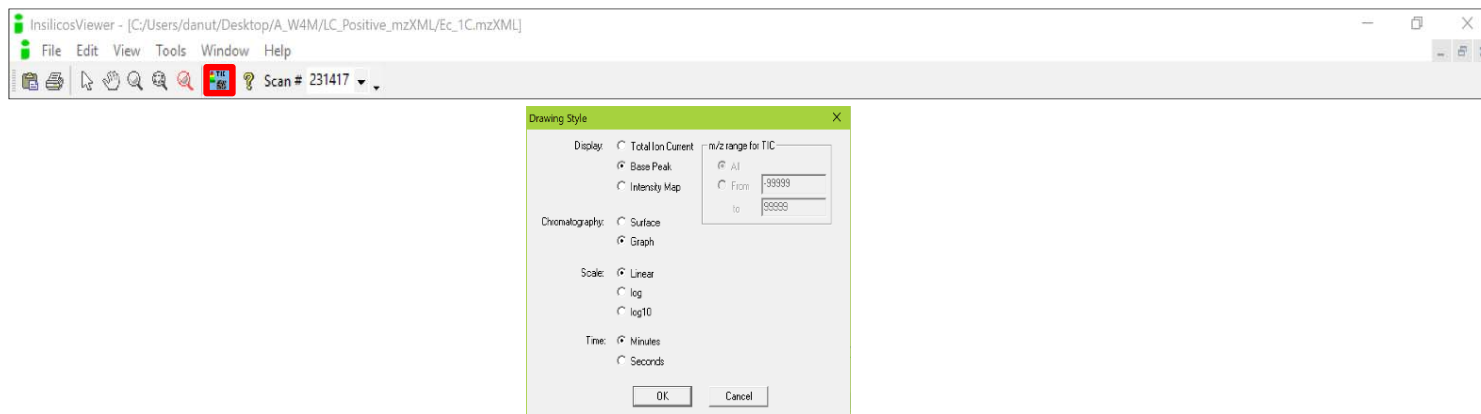 InsilicosViewer - [C:/Users/danut/Desktop/A_W4M/LC_Positive_mzXML/Ec_1C.mzXML]
File Edit View Tools Window Help
TIC Scan # 231417
Drawing Style
Display: Total Ion Current m/z range for TIC
Base Peak All
Intensity Map From -99999
to 99999
Chromatography: Surface
Graph
Scale: Linear
log
log10
Time: Minutes
Seconds
OK Cancel